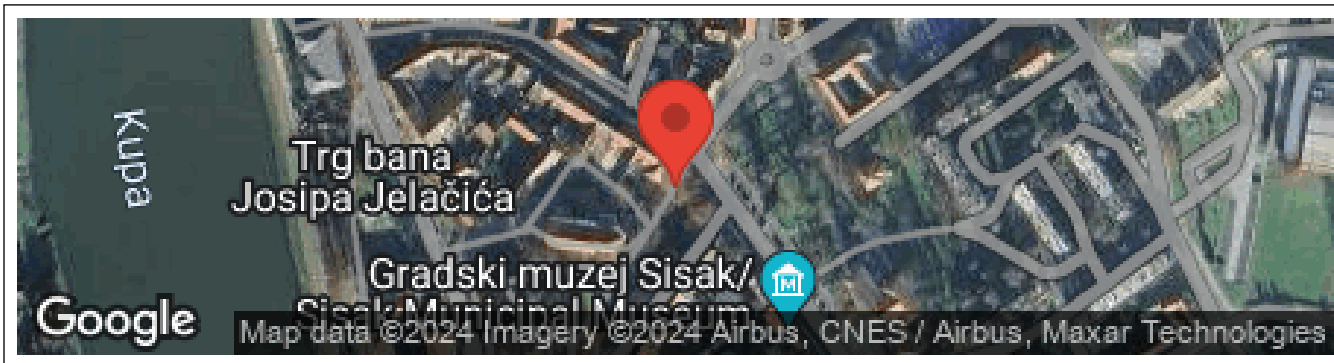 Kupa
Trg bana
Josipa Jelačića
Gradski muzej Sisak/
Sisak Municipal Museum
M
Google
Map data ©2024 Imagery ©2024 Airbus, CNES / Airbus, Maxar Technologies